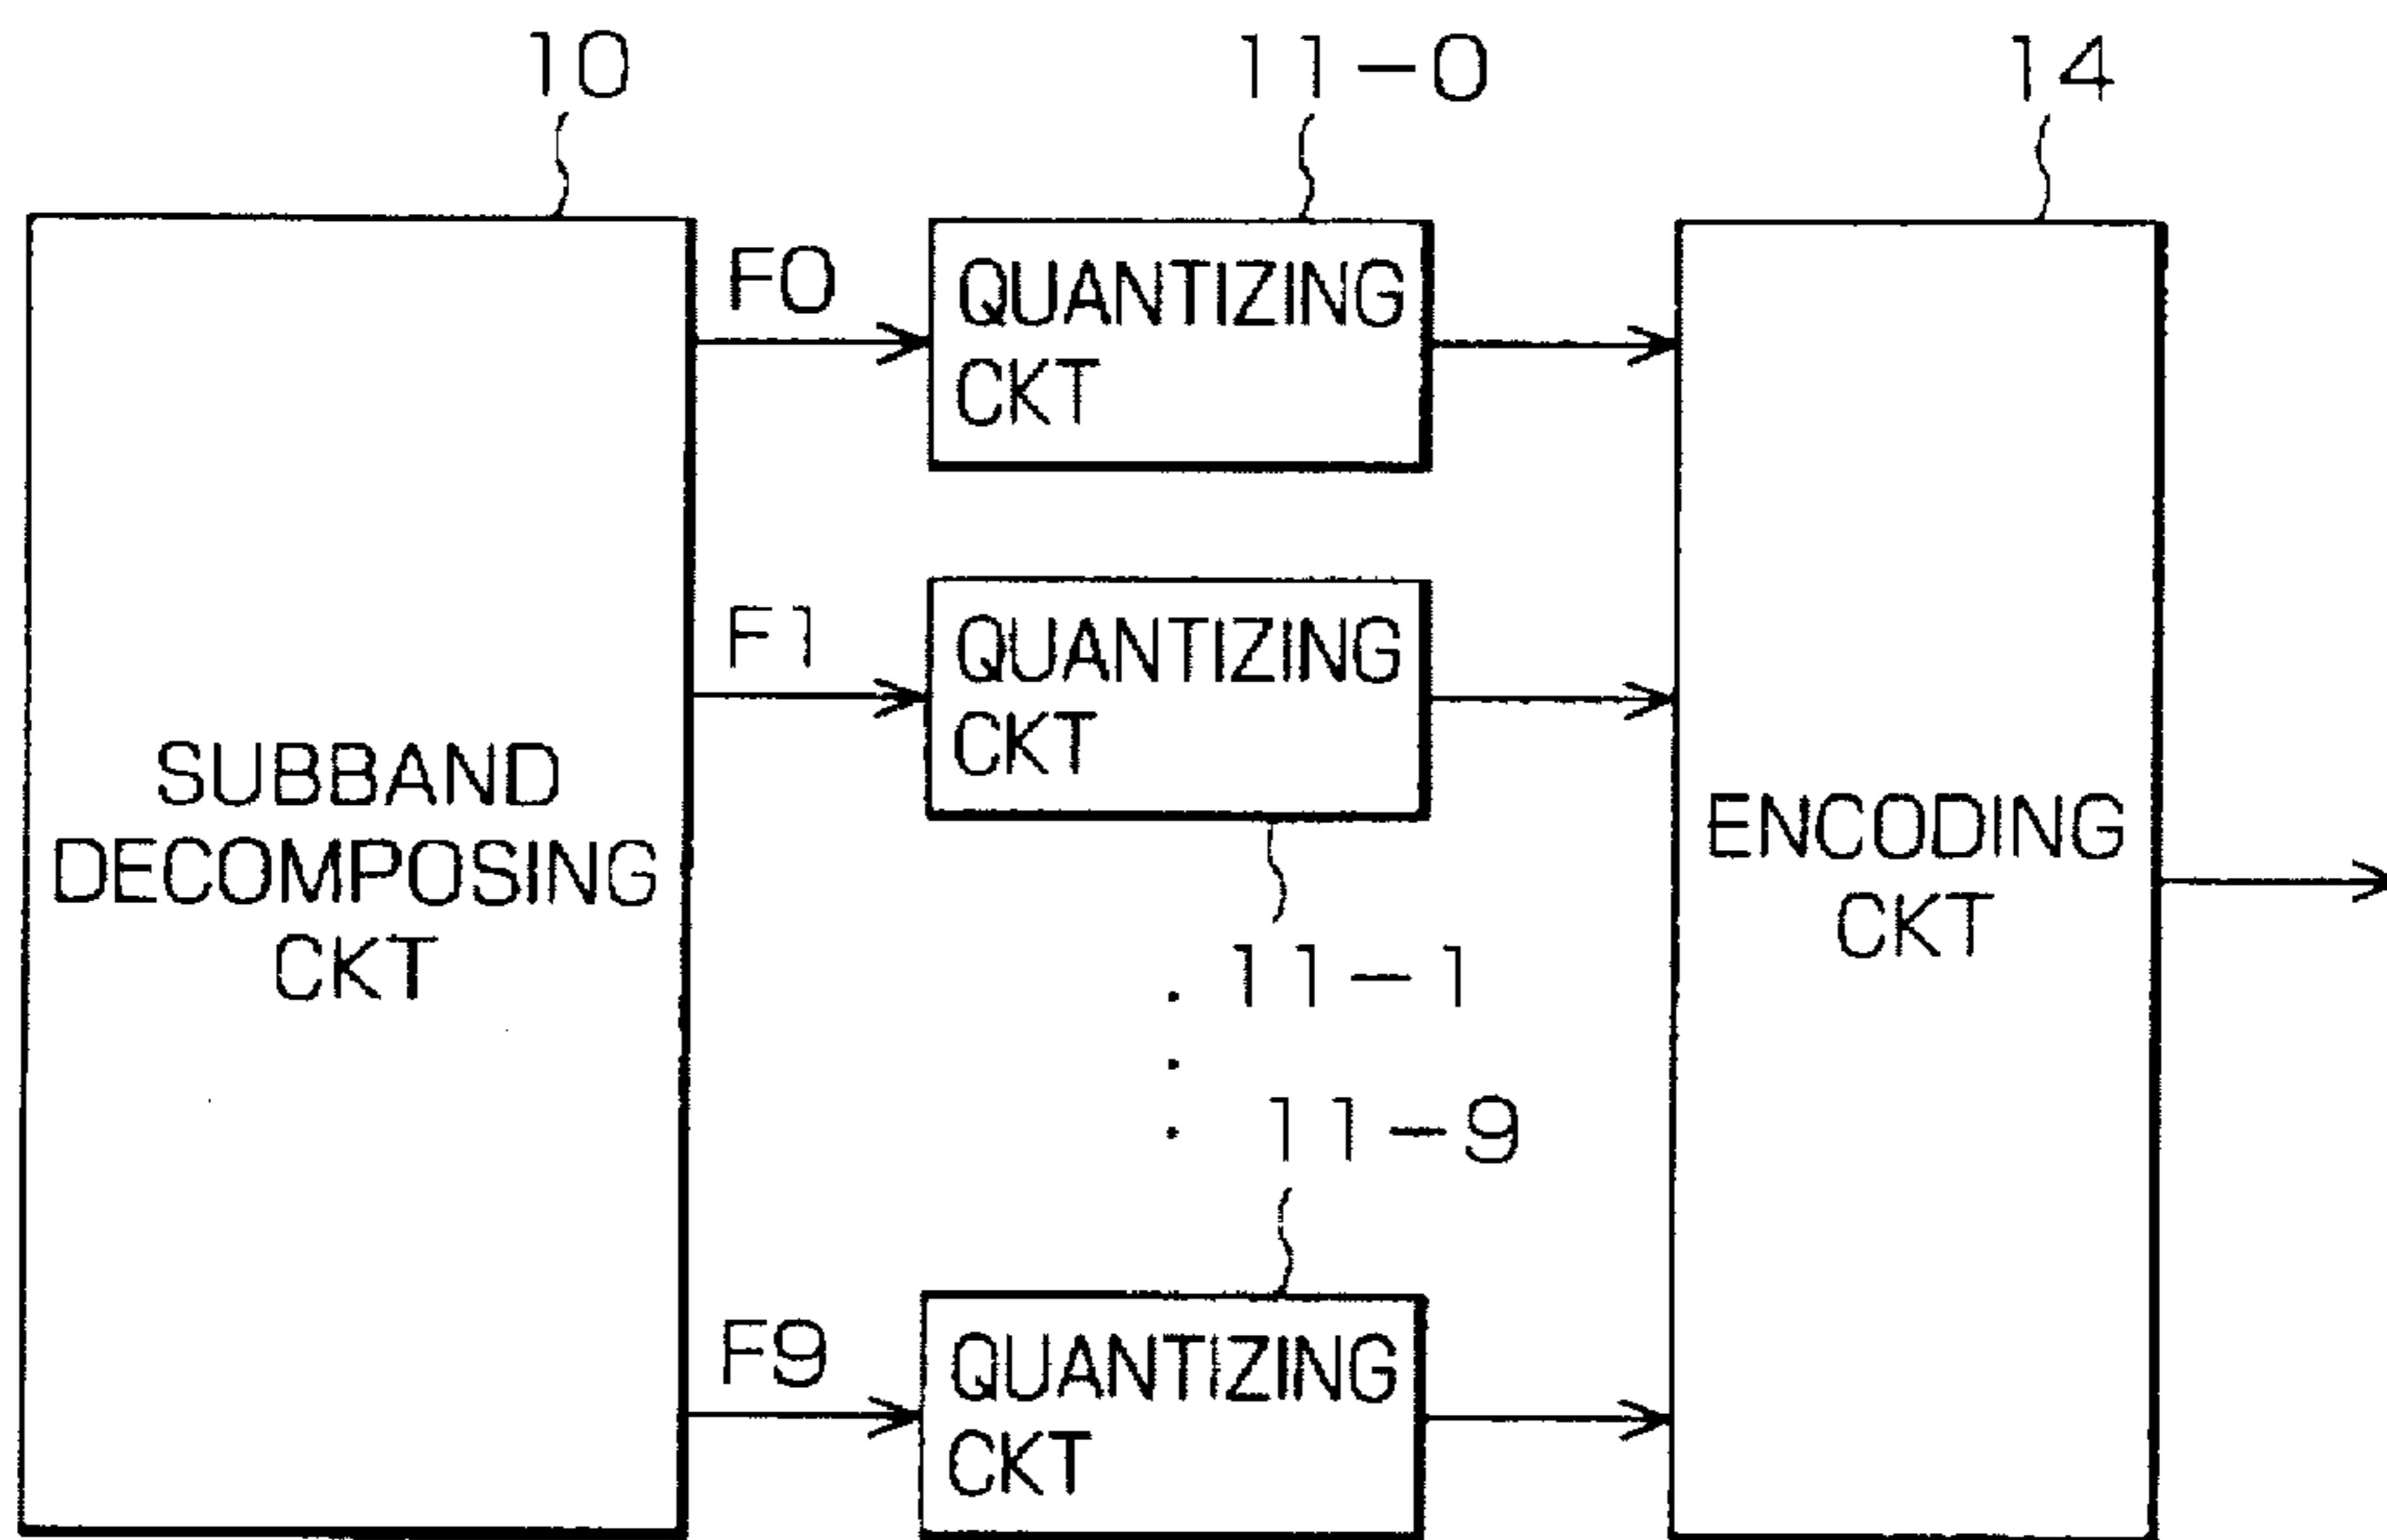 10
11-0
14
F0
QUANTIZING
CKT
F1
QUANTIZING
CKT
SUBBAND
DECOMPOSING
CKT
ENCODING
CKT
11-1
11-9
F9
QUANTIZING
CKT